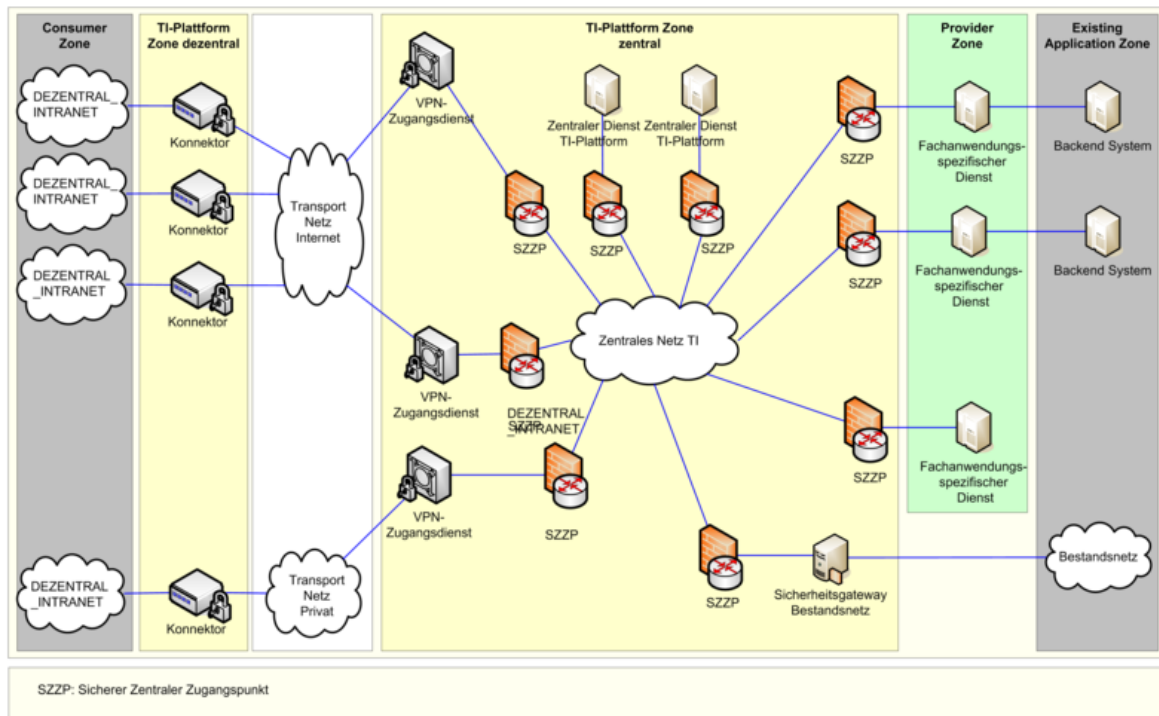 Consumer
Zone
TI-Plattform
Zone dezentral
TI-Plattform Zone
zentral
Provider
Zone
Existing
Application Zone
DEZENTRAL_
INTRANET
Konnektor
DEZENTRAL_
INTRANET
Konnektor
DEZENTRAL
_INTRANET
Konnektor
DEZENTRAL
_INTRANET
Konnektor
Transport
Netz
Internet
Transport
Netz
Privat
VPN-
Zugangsdienst
SZZP
VPN-
Zugangsdienst
DEZENTRAL
_INTRANET
SZZP
VPN-
Zugangsdienst
SZZP
Zentraler Dienst
TI-Plattform
SZZP
Zentraler Dienst
TI-Plattform
SZZP
Zentrales Netz TI
SZZP
Fachanwendungs-
spezifischer
Dienst
Backend System
SZZP
Fachanwendungs-
spezifischer
Dienst
Backend System
SZZP
Fachanwendungs-
spezifischer
Dienst
SZZP
Sicherheitsgateway
Bestandsnetz
Bestandsnetz
SZZP: Sicherer Zentraler Zugangspunkt